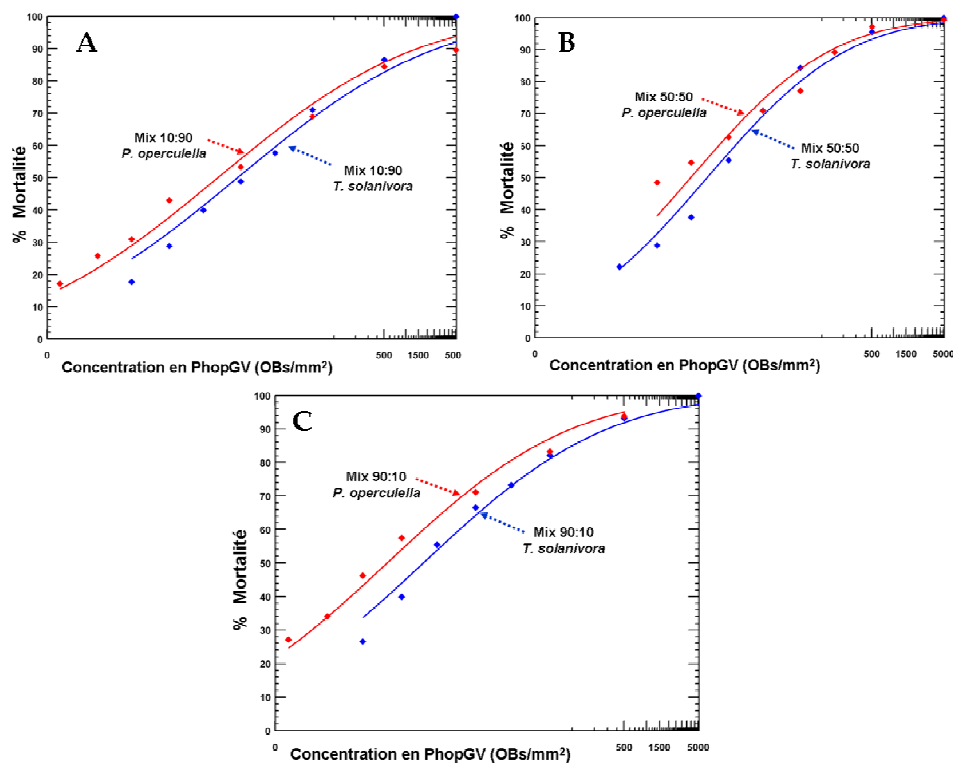 A
100
90
80
70
60
50
40
30
20
10
0
% Mortalité
Mix 10:90
P. operculella
Mix 10:90
T. solanivora
0
500
1500
500
Concentration en PhopGV (OBs/mm²)
B
100
90
80
70
60
50
40
30
20
10
0
% Mortalité
Mix 50:50
P. operculella
Mix 50:50
T. solanivora
0
500
1500
5000
Concentration en PhopGV (OBs/mm²)
C
100
90
80
70
60
50
40
30
20
10
0
% Mortalité
Mix 90:10
P. operculella
Mix 90:10
T. solanivora
0
500
1500
5000
Concentration en PhopGV (OBs/mm²)